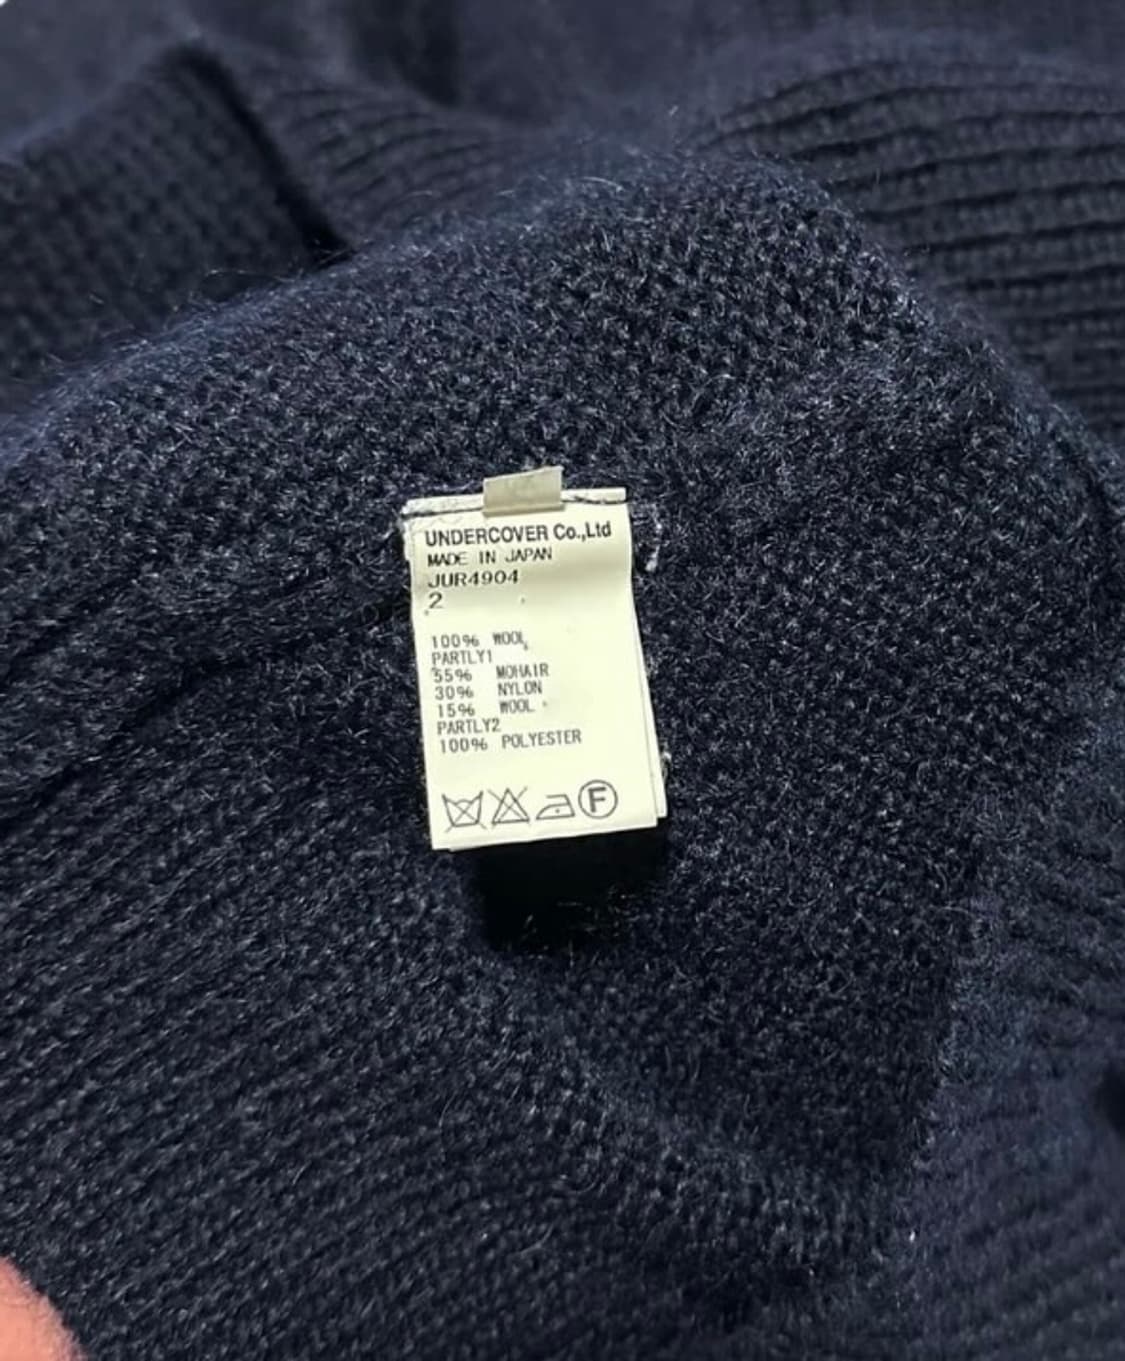 UNDERCOVER Co.,Ltd
MADE IN JAPAN
JUR4904
2
100% WOOL
PARTLY1
55% MOHAIR
30% NYLON
15% WOOL
PARTLY2
100% POLYESTER
F